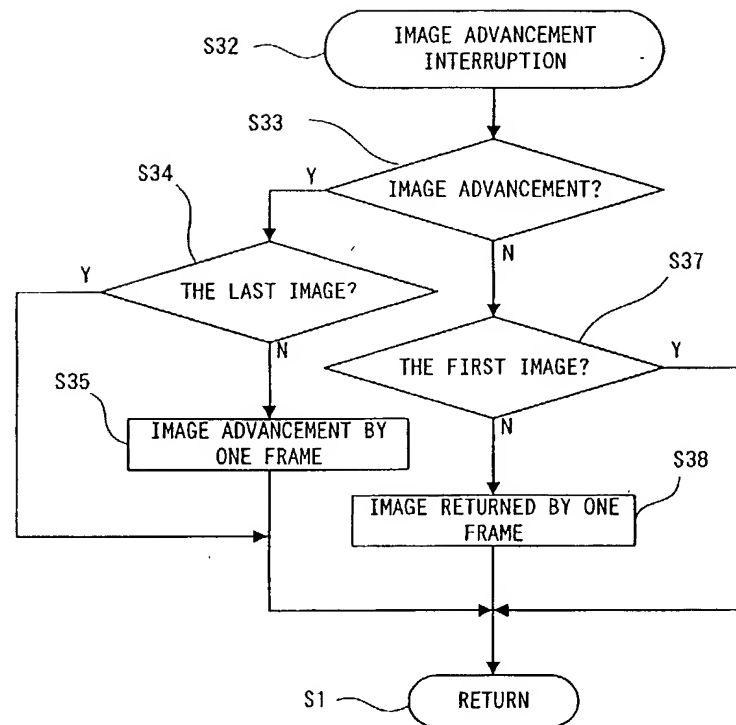 S32
IMAGE ADVANCEMENT
INTERRUPTION
S33
IMAGE ADVANCEMENT?
Y
N
S34
THE LAST IMAGE?
Y
N
S37
THE FIRST IMAGE?
Y
N
S35
IMAGE ADVANCEMENT BY
ONE FRAME
S38
IMAGE RETURNED BY ONE
FRAME
S1
RETURN